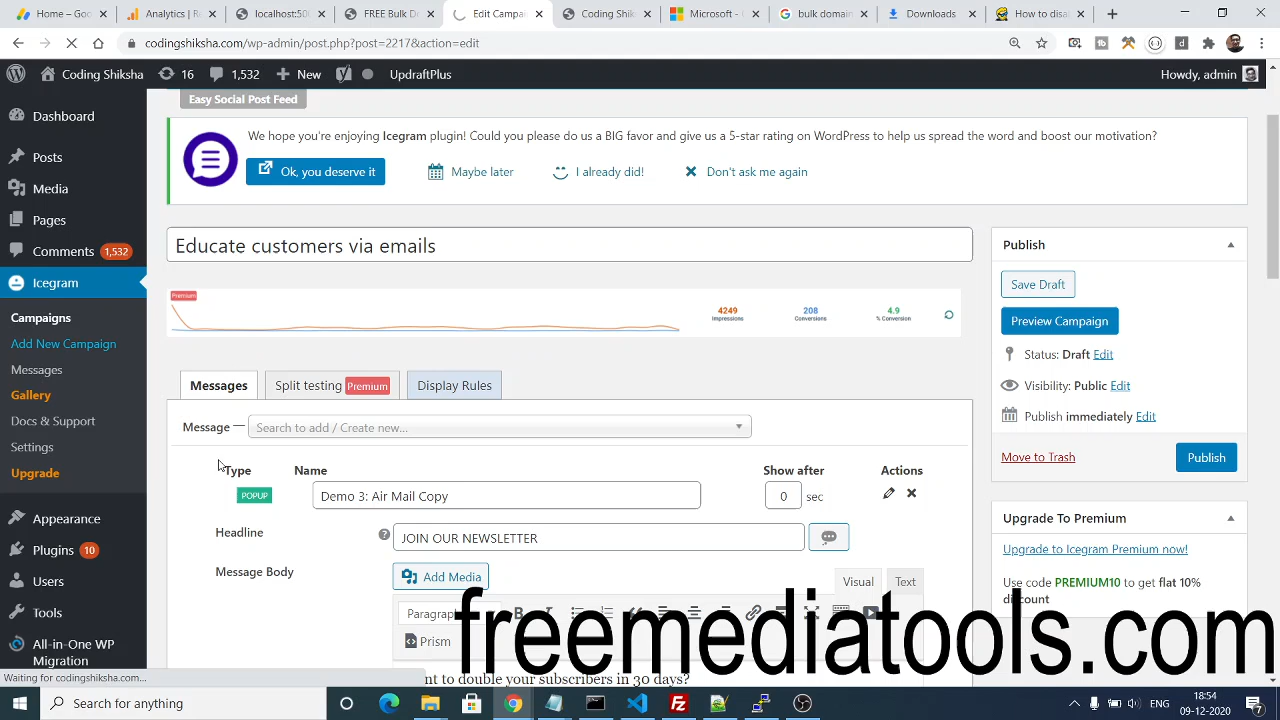 Home
Analytics | Re
localhost:50
FREE Bulk
Edit Campa
Coding Shik
Microsoft -
bulk domain
Downloads
How to disa
codingshiksha.com/wp-admin/post.php?post=2217&action=edit
Coding Shiksha
16
1,532
New
UpdraftPlus
Howdy, admin
Dashboard
Posts
Media
Pages
Comments 1,532
Icegram
Campaigns
Add New Campaign
Messages
Gallery
Docs & Support
Settings
Upgrade
Appearance
Plugins 10
Users
Tools
All-in-One WP
Migration
Easy Social Post Feed
We hope you're enjoying Icegram plugin! Could you please do us a BIG favor and give us a 5-star rating on WordPress to help us spread the word and boost our motivation?
Ok, you deserve it
Maybe later
I already did!
Don't ask me again
Educate customers via emails
Premium
4249
Impressions
208
Conversions
4.9
% Conversion
Messages
Split testing Premium
Display Rules
Message
Search to add / Create new...
Type
Name
Show after
Actions
POPUP
Demo 3: Air Mail Copy
0 sec
Headline
JOIN OUR NEWSLETTER
Message Body
Add Media
Visual
Text
Paragraph
Prism
nt to double your subscribers in 30 days?
Publish
Save Draft
Preview Campaign
Status: Draft Edit
Visibility: Public Edit
Publish immediately Edit
Move to Trash
Publish
Upgrade To Premium
Upgrade to Icegram Premium now!
Use code PREMIUM10 to get flat 10%
discount
freemediatools.com
Waiting for codingshiksha.com...
Search for anything
18:54
09-12-2020
7